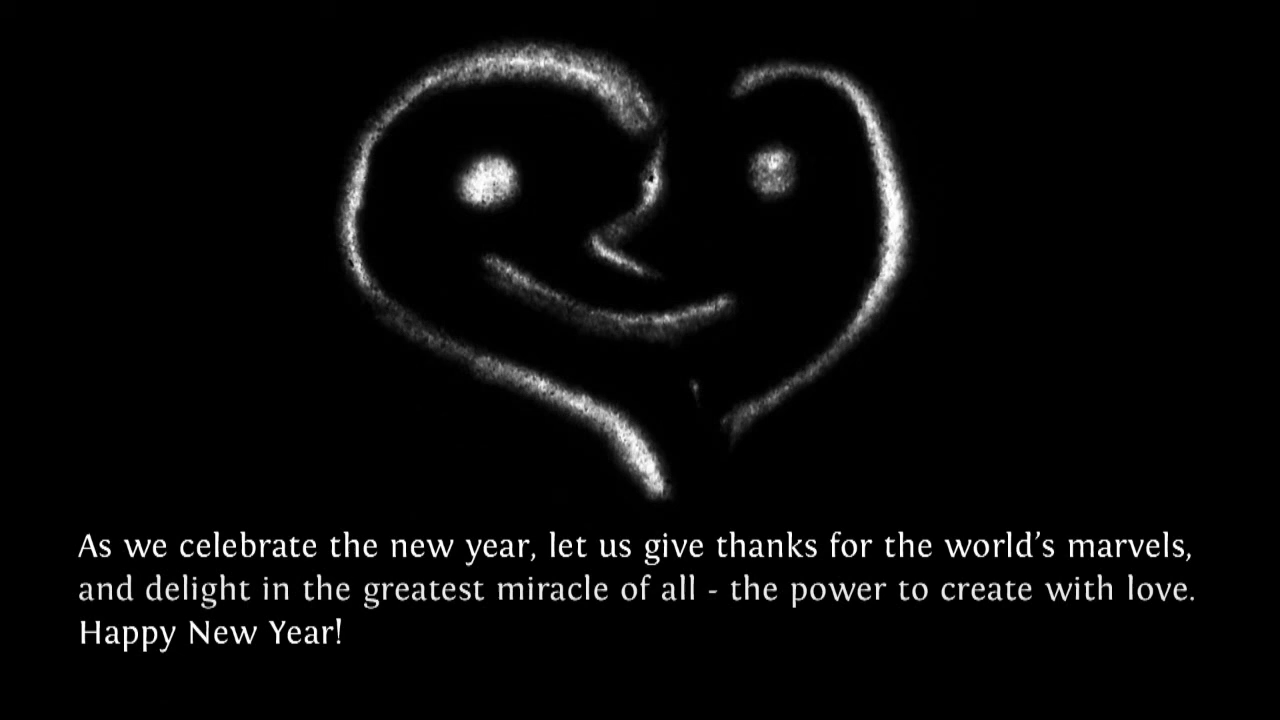 As we celebrate the new year, let us give thanks for the world’s marvels,
and delight in the greatest miracle of all - the power to create with love.
Happy New Year!